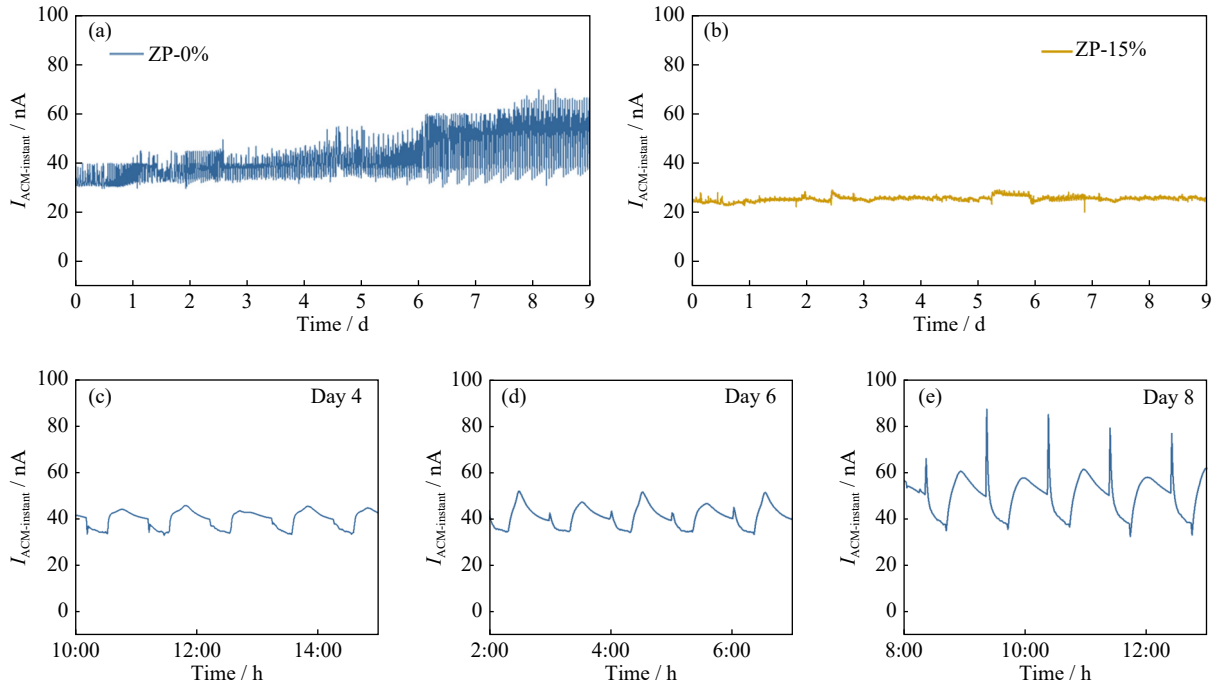 (a)
ZP-0%
100
80
60
40
20
0
I_ACM-instant / nA
0 1 2 3 4 5 6 7 8 9
Time / d
(b)
ZP-15%
100
80
60
40
20
0
I_ACM-instant / nA
0 1 2 3 4 5 6 7 8 9
Time / d
(c)
Day 4
100
80
60
40
20
0
I_ACM-instant / nA
10:00 12:00 14:00
Time / h
(d)
Day 6
100
80
60
40
20
0
I_ACM-instant / nA
2:00 4:00 6:00
Time / h
(e)
Day 8
100
80
60
40
20
0
I_ACM-instant / nA
8:00 10:00 12:00
Time / h